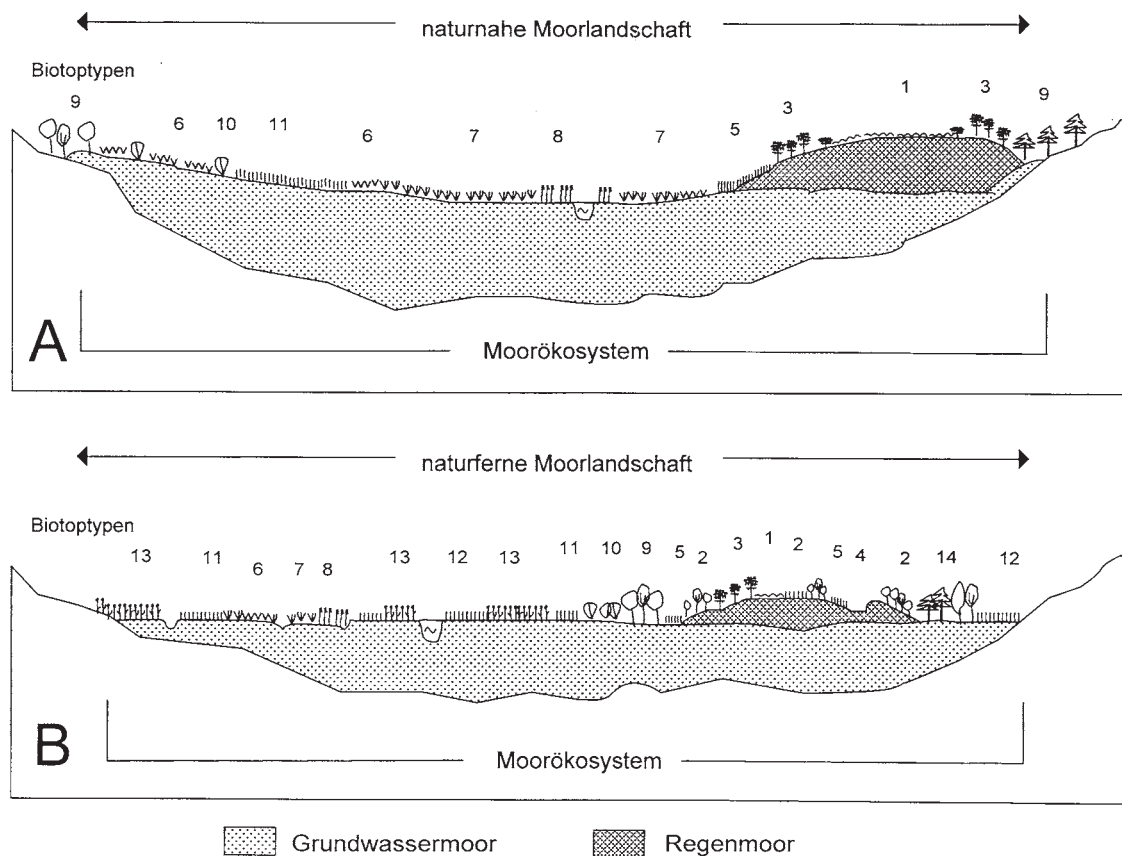 naturnahe Moorlandschaft
Biotoptypen
9 6 10 11 6 7 8 7 5 3 1 3 9
A
Moorökosystem
naturferne Moorlandschaft
Biotoptypen
13 11 6 7 8 13 12 13 11 10 9 5 2 3 1 2 5 4 2 14 12
B
Moorökosystem
Grundwassermoor Regenmoor